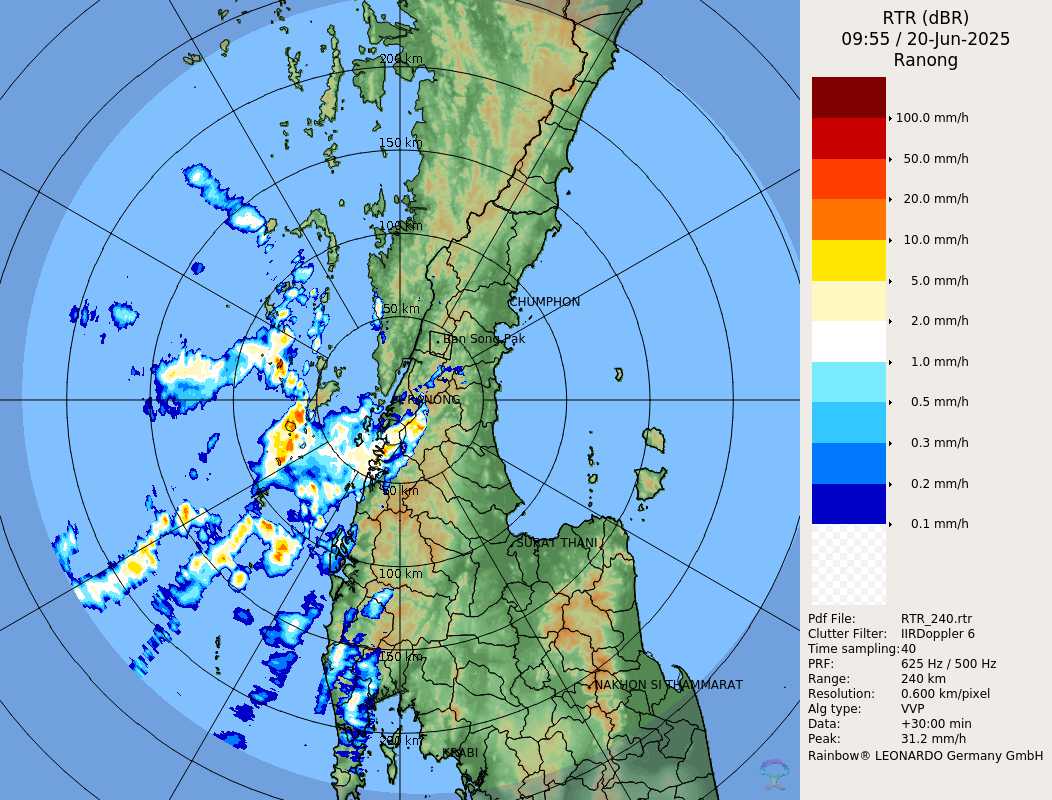 RTR (dBR)
09:55 / 20-Jun-2025
Ranong
200 km
150 km
100 km
50 km
CHUMPHON
Ban Song Pak
RANONG
50 km
SURAT THANI
100 km
150 km
NAKHON SI THAMMARAT
200 km
KRABI
100.0 mm/h
50.0 mm/h
20.0 mm/h
10.0 mm/h
5.0 mm/h
2.0 mm/h
1.0 mm/h
0.5 mm/h
0.3 mm/h
0.2 mm/h
0.1 mm/h
Pdf File: RTR_240.rtr
Clutter Filter: IIRDoppler 6
Time sampling:40
PRF: 625 Hz / 500 Hz
Range: 240 km
Resolution: 0.600 km/pixel
Alg type: VVP
Data: +30:00 min
Peak: 31.2 mm/h
Rainbow® LEONARDO Germany GmbH